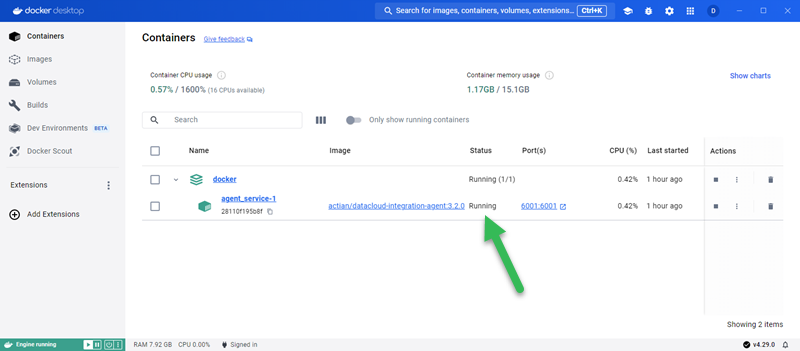 docker desktop
Search for images, containers, volumes, extensions... Ctrl+K
D
Containers
Images
Volumes
Builds
Dev Environments BETA
Docker Scout
Extensions
Add Extensions
Containers Give feedback
Container CPU usage
0.57% / 1600% (16 CPUs available)
Container memory usage
1.17GB / 15.1GB
Show charts
Search
Only show running containers
Name Image Status Port(s) CPU (%) Last started Actions
docker Running (1/1) 0.42% 1 hour ago
agent_service-1
28110f195b8f
actian/datacloud-integration-agent:3.2.0 Running 6001:6001 0.42% 1 hour ago
Showing 2 items
Engine running RAM 7.92 GB CPU 0.00% Signed in v4.29.0